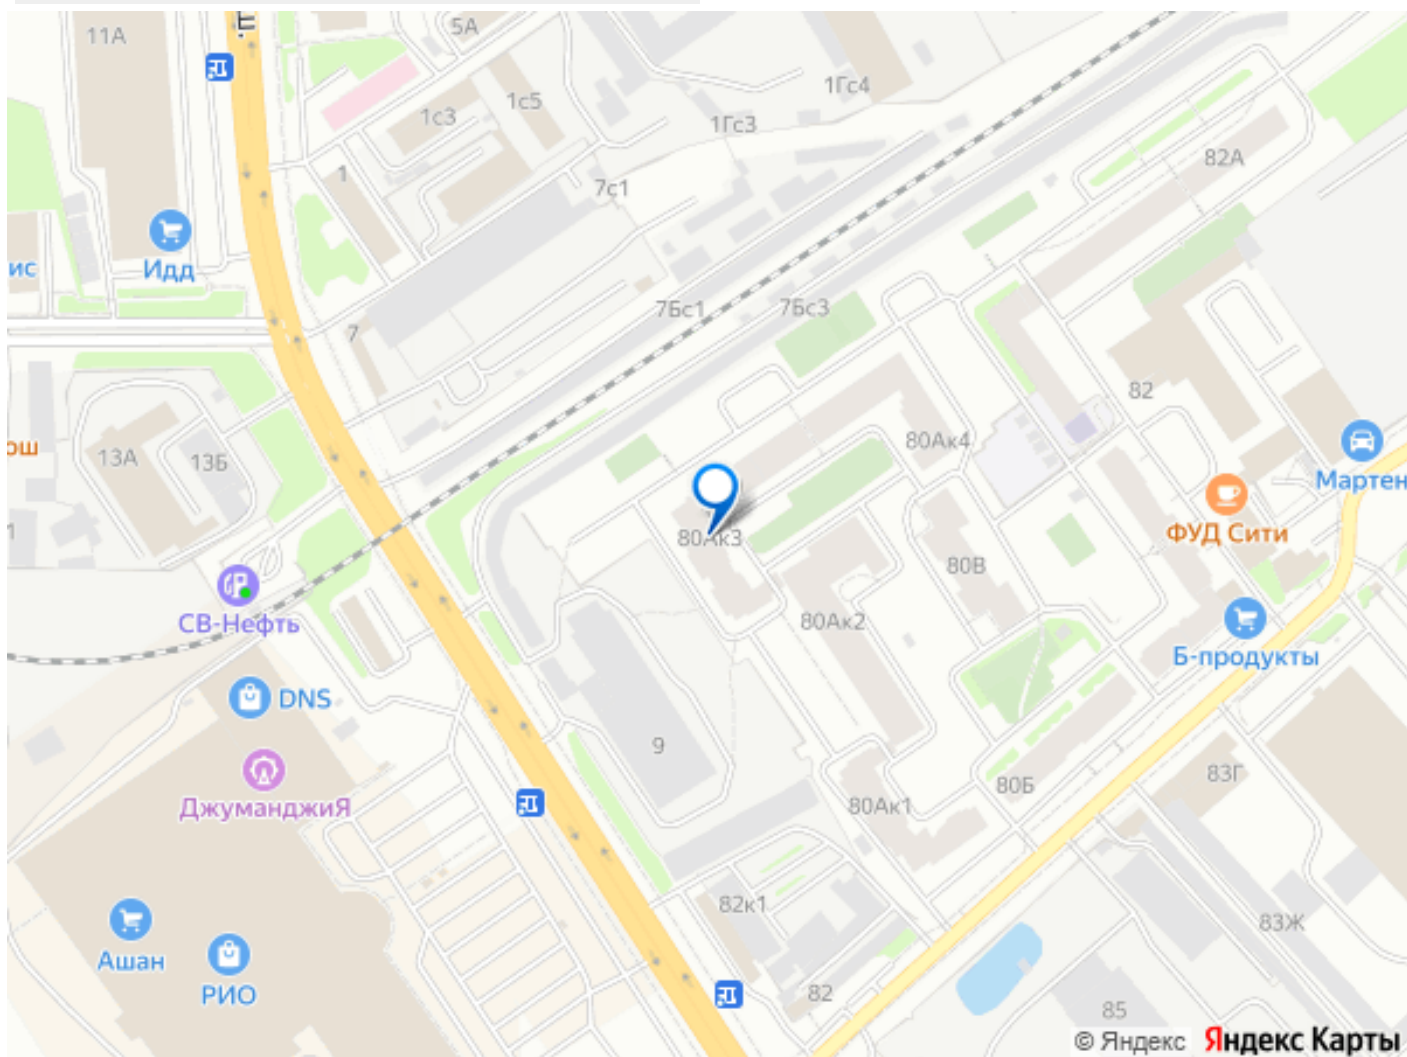 ш.
11А
5А
1Гс4
1с5
1с3
1Гс3
82А
1
7с1
ис
Идд
7Бс1
7Бс3
7
82
80Ак4
ош
13А
13Б
Мартен
80Ак3
ФУД Сити
80В
1
СВ-Нефть
80Ак2
Б-продукты
DNS
9
80Б
83Г
ДжуманджиЯ
80Ак1
82к1
83Ж
Ашан
РИО
82
85
© Яндекс Яндекс Карты